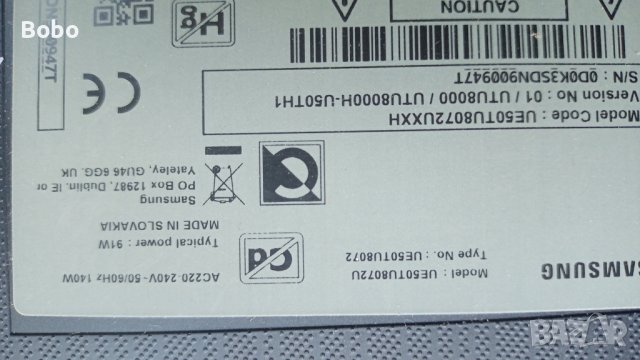 Bobo
SAMSUNG
Model : UE50TU8072U
Type No. : UE50TU8072
AC220-240V~ 50/60Hz 140W
Typical power : 91W
MADE IN SLOVAKIA
Cd
Samsung
PO Box 12987, Dublin. IE or
Yateley, GU46 6GG. UK
Model Code : UE50TU8072UXXH
Version No : 01 / UTU8000 / UTU8000H-U50TH1
S/N : 0D0K3SDN900947T
CE
CAUTION
Hg
BAZAR